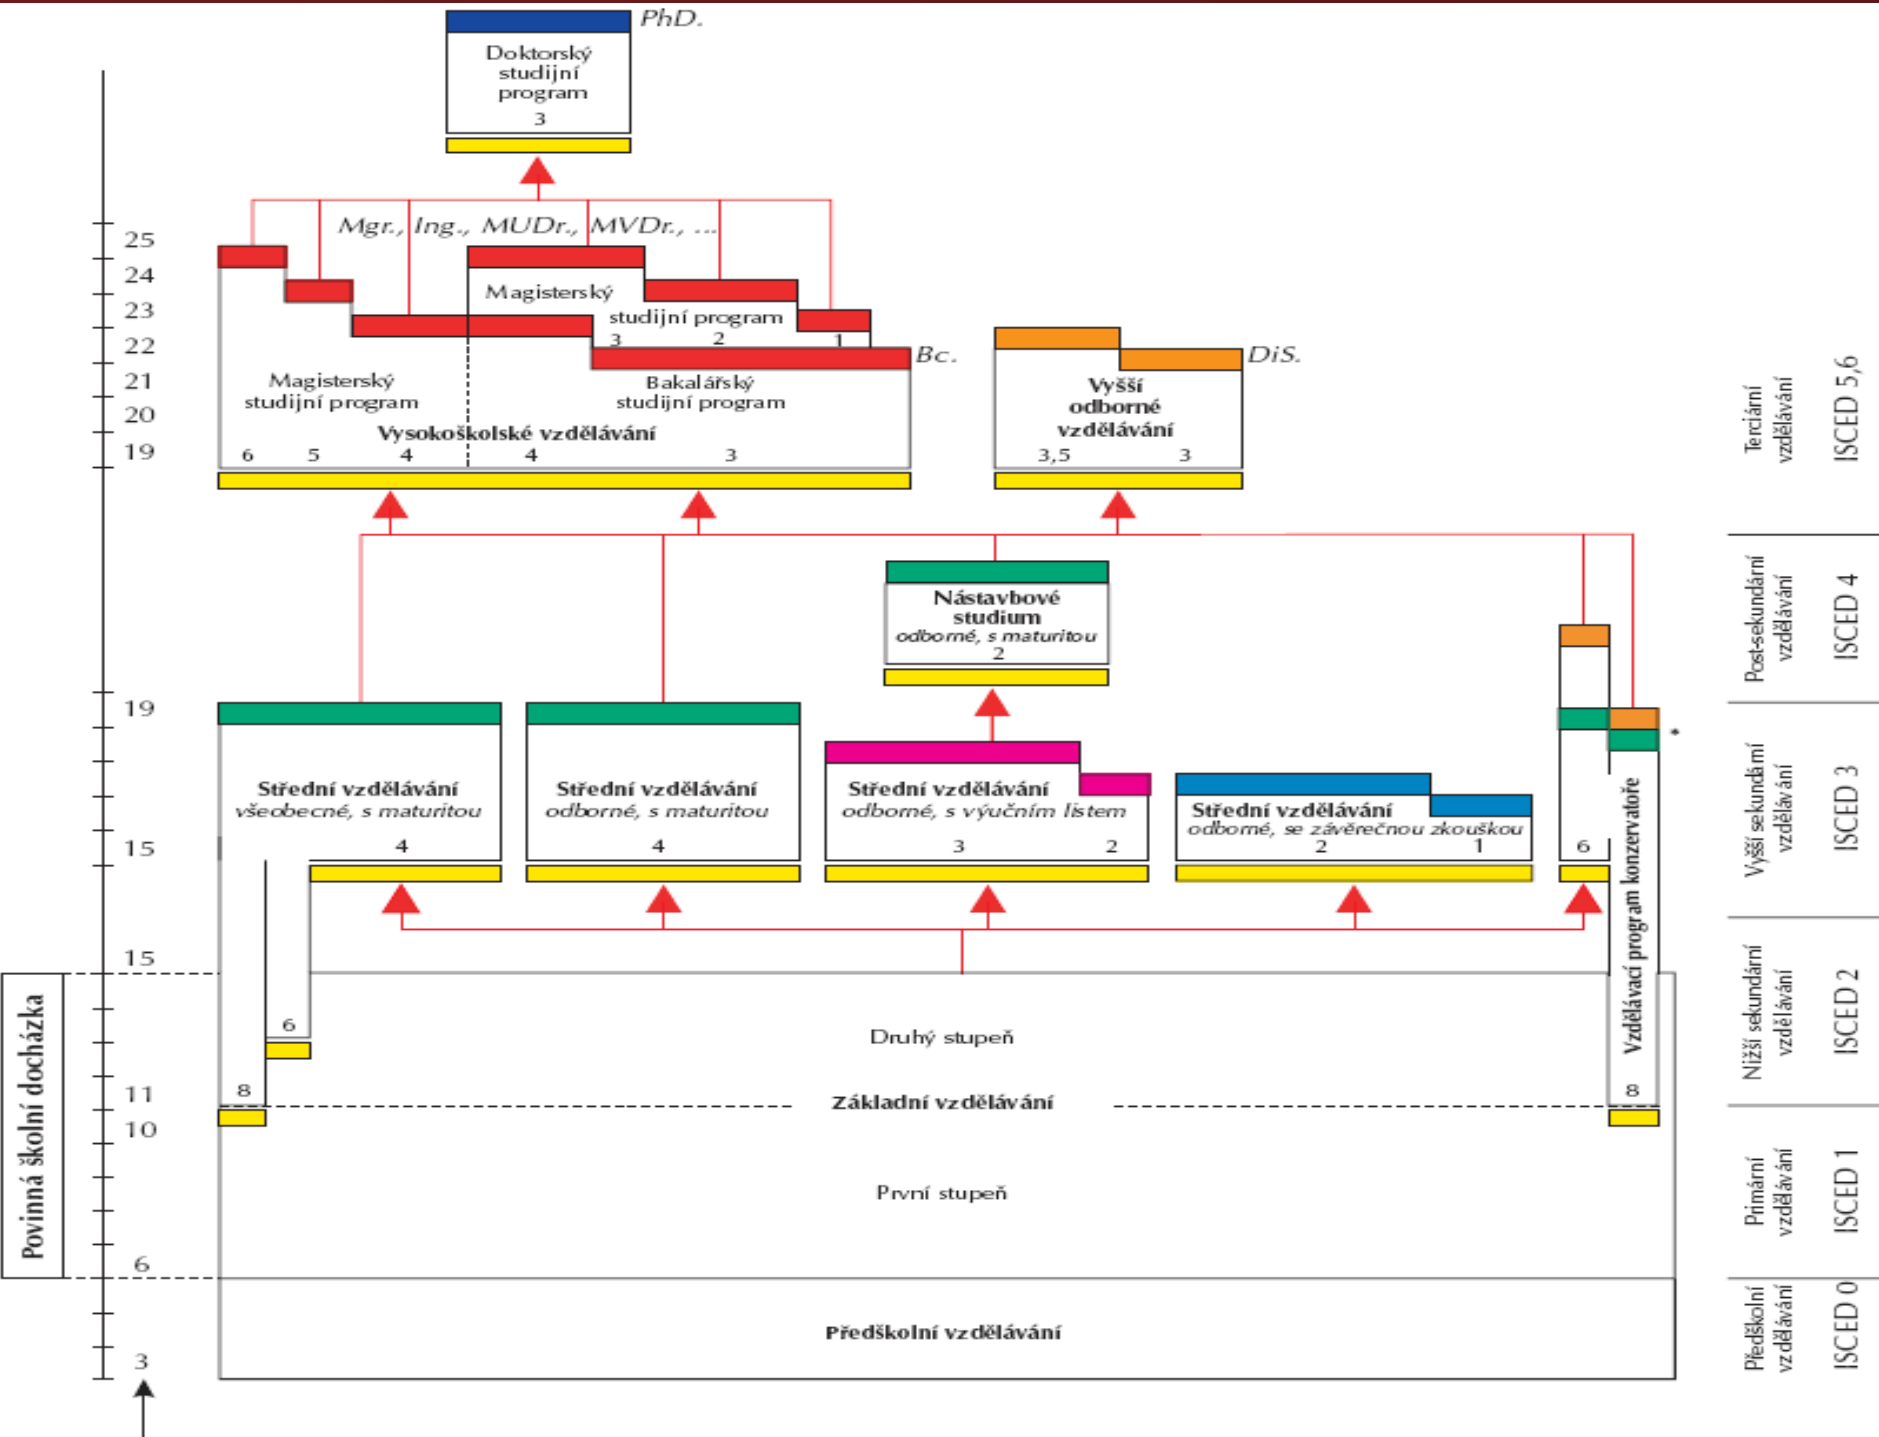 PhD.
Doktorský
studijní
program
3
Mgr., Ing., MUDr., MVDr., ...
25
24
23
22
21
20
19
Magisterský
studijní program
3
2
1
Bc.
DiS.
Magisterský
studijní program
Bakalářský
studijní program
Vysokoškolské vzdělávání
6
5
4
4
3
Vyšší
odborné
vzdělávání
3,5
3
Terciární
vzdělávání
ISCED 5,6
Nástavbové
studium
odborné, s maturitou
2
Post-sekundární
vzdělávání
ISCED 4
19
15
Střední vzdělávání
všeobecné, s maturitou
4
Střední vzdělávání
odborné, s maturitou
4
Střední vzdělávání
odborné, s výučním listem
3
2
Střední vzdělávání
odborné, se závěrečnou zkouškou
2
1
6
*
Vzdělávací program konzervatoře
8
Vyšší sekundární
vzdělávání
ISCED 3
15
11
10
6
3
Povinná školní docházka
6
8
Druhý stupeň
Základní vzdělávání
První stupeň
Předškolní vzdělávání
Nižší sekundární
vzdělávání
ISCED 2
Primární
vzdělávání
ISCED 1
Předškolní
vzdělávání
ISCED 0